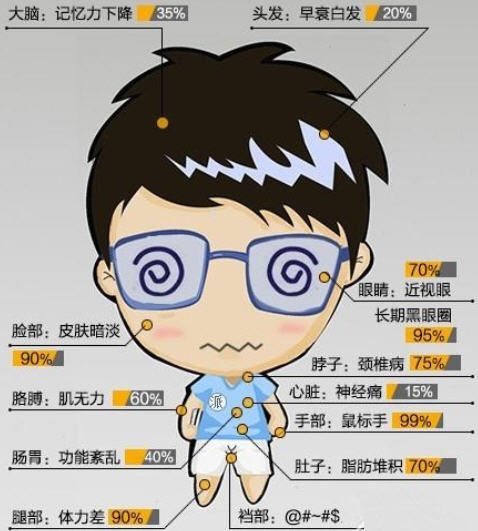 大脑：记忆力下降 35%
头发：早衰白发 20%
70%
眼睛：近视眼
长期黑眼圈
95%
脸部：皮肤暗淡
90%
脖子：颈椎病 75%
胳膊：肌无力 60%
心脏：神经痛 15%
派
手部：鼠标手 99%
肠胃：功能紊乱 40%
肚子：脂肪堆积 70%
腿部：体力差 90%
裆部：@#~#$